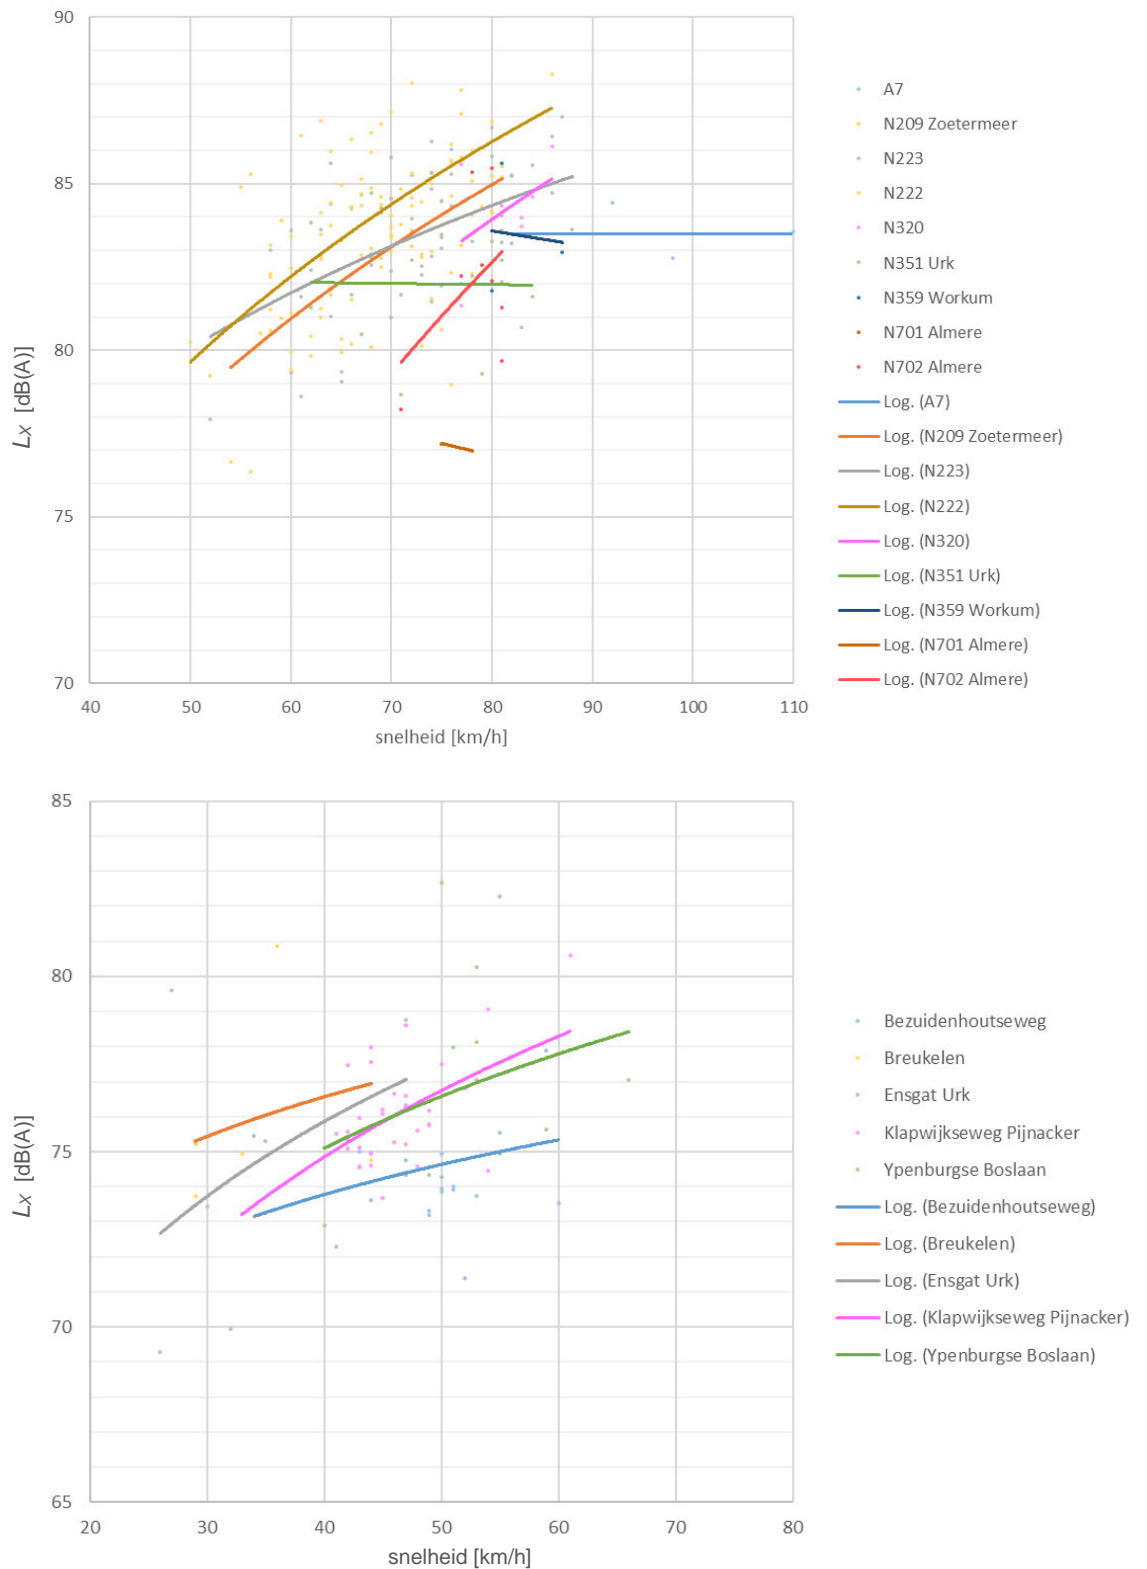 90
85
80
75
70
Lx [dB(A)]
40 50 60 70 80 90 100 110
snelheid [km/h]
A7
N209 Zoetermeer
N223
N222
N320
N351 Urk
N359 Workum
N701 Almere
N702 Almere
Log. (A7)
Log. (N209 Zoetermeer)
Log. (N223)
Log. (N222)
Log. (N320)
Log. (N351 Urk)
Log. (N359 Workum)
Log. (N701 Almere)
Log. (N702 Almere)
85
80
75
70
65
Lx [dB(A)]
20 30 40 50 60 70 80
snelheid [km/h]
Bezuidenhoutseweg
Breukelen
Ensgat Urk
Klapwijkseweg Pijnacker
Ypenburgse Boslaan
Log. (Bezuidenhoutseweg)
Log. (Breukelen)
Log. (Ensgat Urk)
Log. (Klapwijkseweg Pijnacker)
Log. (Ypenburgse Boslaan)